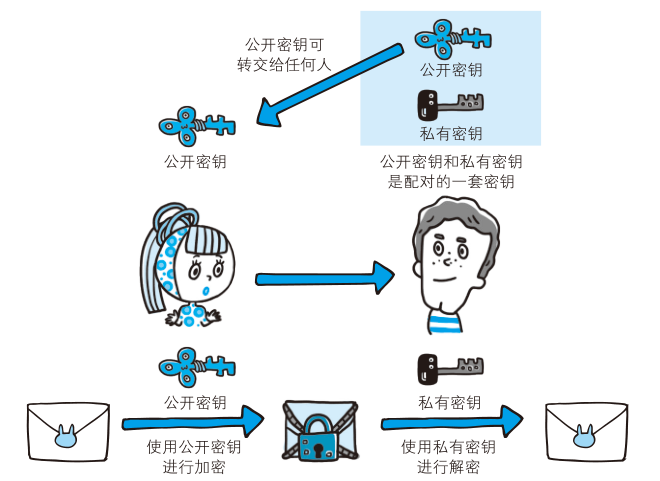 公开密钥可
转交给任何人
公开密钥
私有密钥
公开密钥
公开密钥和私有密钥
是配对的一套密钥
公开密钥
私有密钥
使用公开密钥
进行加密
使用私有密钥
进行解密